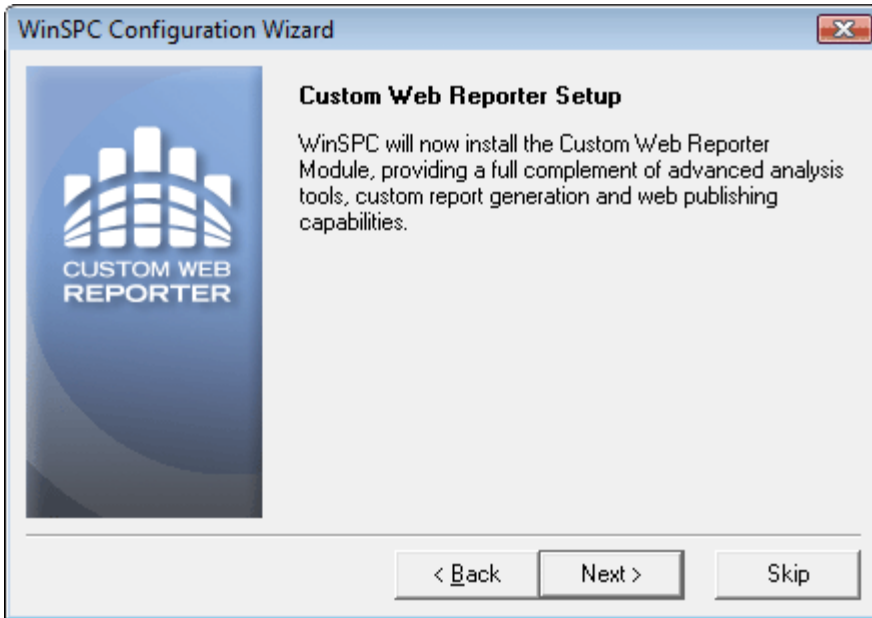 WinSPC Configuration Wizard
CUSTOM WEB
REPORTER
Custom Web Reporter Setup
WinSPC will now install the Custom Web Reporter
Module, providing a full complement of advanced analysis
tools, custom report generation and web publishing
capabilities.
< Back
Next >
Skip